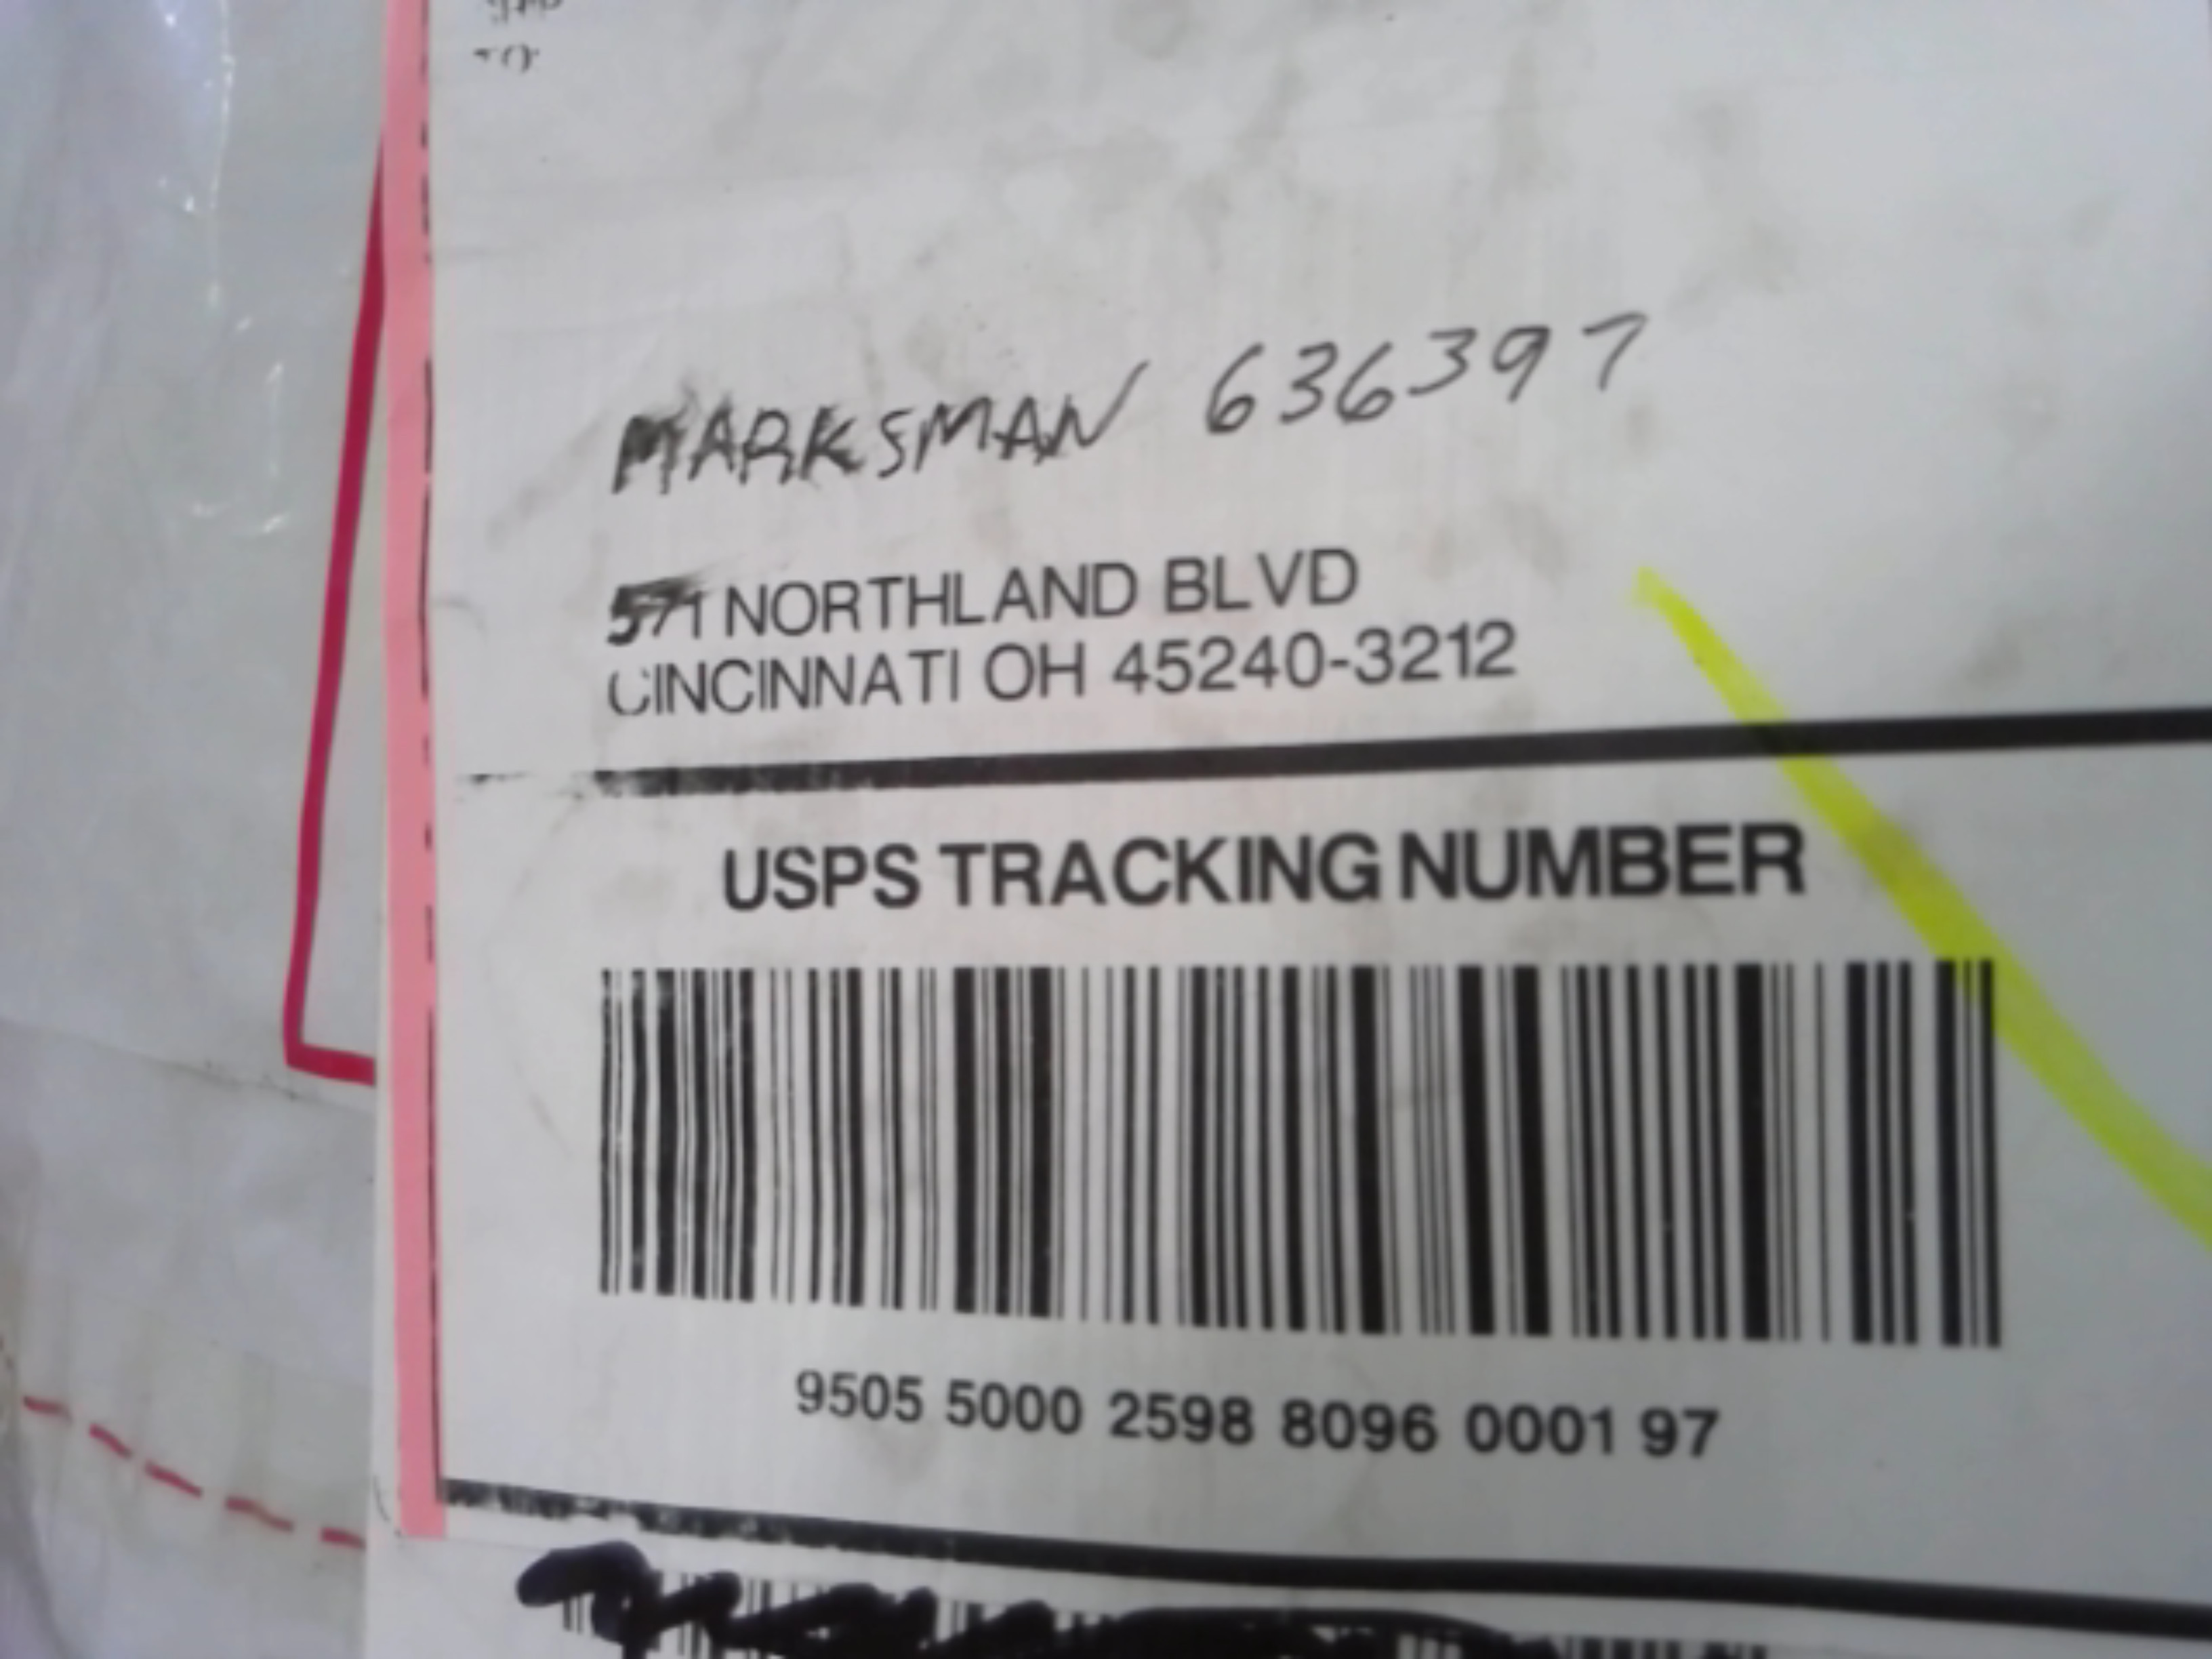 MARKSMAN 636397
571 NORTHLAND BLVD
CINCINNATI OH 45240-3212
USPS TRACKING NUMBER
9505 5000 2598 8096 0001 97